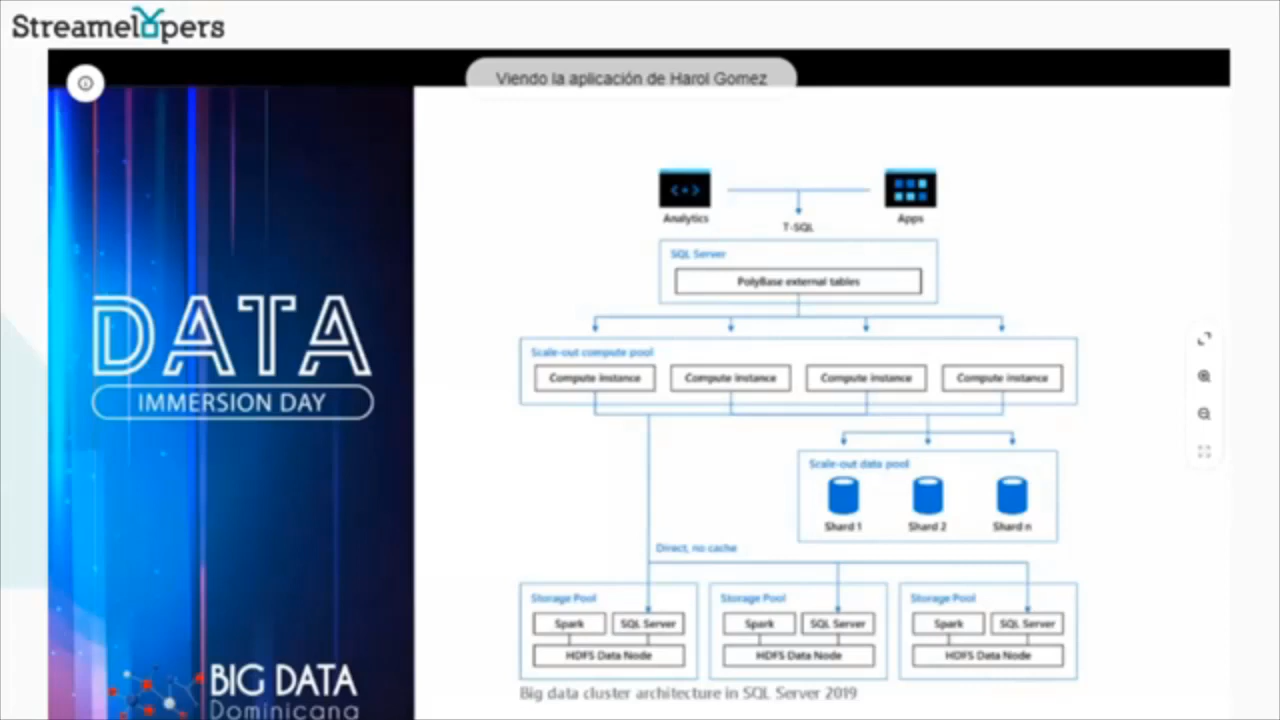 Streamelopers
Viendo la aplicación de Harol Gomez
DATA
IMMERSION DAY
BIG DATA
Dominicana
Analytics
Apps
T-SQL
SQL Server
PolyBase external tables
Scale-out compute pool
Compute instance
Compute instance
Compute instance
Compute instance
Scale-out data pool
Shard 1
Shard 2
Shard n
Direct, no cache
Storage Pool
Spark
SQL Server
HDFS Data Node
Storage Pool
Spark
SQL Server
HDFS Data Node
Storage Pool
Spark
SQL Server
HDFS Data Node
Big data cluster architecture in SQL Server 2019